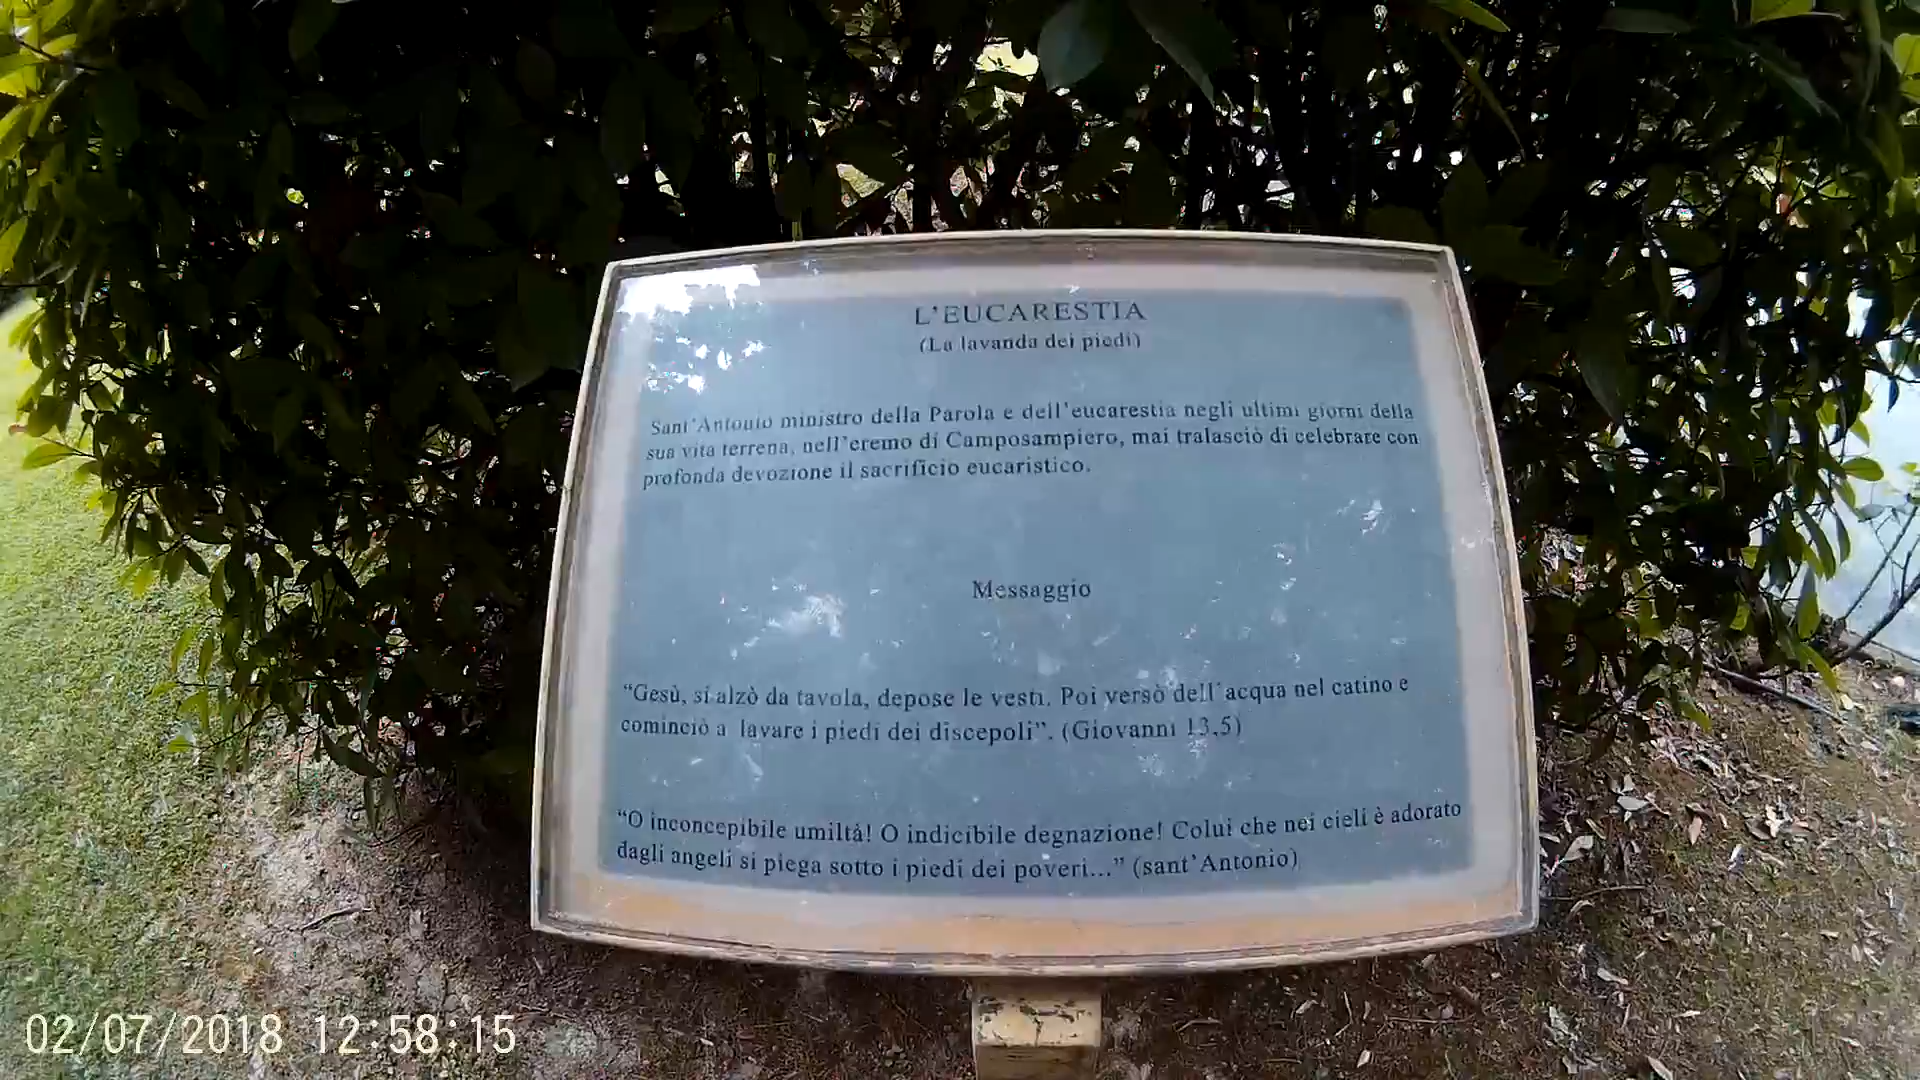 L'EUCARESTIA
(La lavanda dei piedi)
Sant'Antonio ministro della Parola e dell'eucarestia negli ultimi giorni della
sua vita terrena, nell'eremo di Camposampiero, mai tralasciò di celebrare con
profonda devozione il sacrificio eucaristico.
Messaggio
“Gesù, si alzò da tavola, depose le vesti. Poi versò dell'acqua nel catino e
cominciò a lavare i piedi dei discepoli”. (Giovanni 13,5)
“O inconcepibile umiltà! O indicibile degnazione! Colui che nei cieli è adorato
dagli angeli si piega sotto i piedi dei poveri...” (sant'Antonio)
02/07/2018 12:58:15